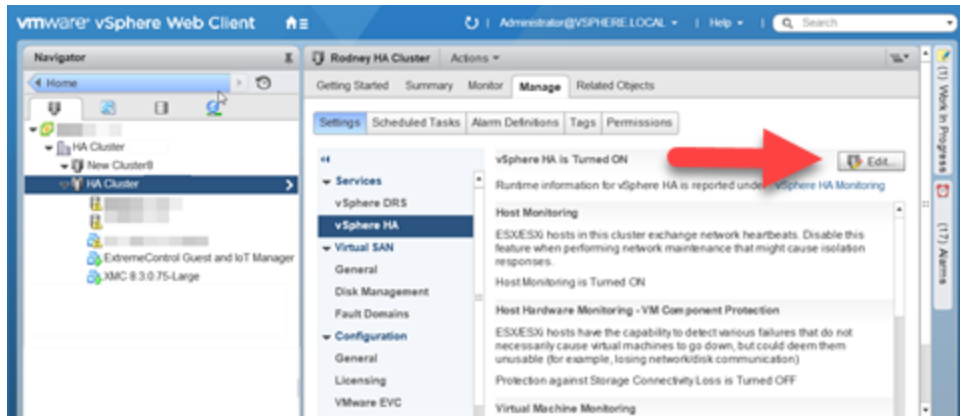 vmware® vSphere Web Client
Administrator@VSPHERE.LOCAL
Help
Search
Navigator
Home
HA Cluster
New Cluster8
HA Cluster
ExtremeControl Guest and IoT Manager
XMC 8.3.0.75-Large
Rodney HA Cluster Actions
Getting Started Summary Monitor Manage Related Objects
Settings Scheduled Tasks Alarm Definitions Tags Permissions
Services
vSphere DRS
vSphere HA
Virtual SAN
General
Disk Management
Fault Domains
Configuration
General
Licensing
VMware EVC
vSphere HA is Turned ON
Edit...
Runtime information for vSphere HA is reported under vSphere HA Monitoring
Host Monitoring
ESX/ESXi hosts in this cluster exchange network heartbeats. Disable this
feature when performing network maintenance that might cause isolation
responses.
Host Monitoring is Turned ON
Host Hardware Monitoring - VM Component Protection
ESX/ESXi hosts have the capability to detect various failures that do not
necessarily cause virtual machines to go down, but could deem them
unusable (for example, losing network/disk communication)
Protection against Storage Connectivity Loss is Turned OFF
Virtual Machine Monitoring
(1) Work In Progress
(17) Alarms